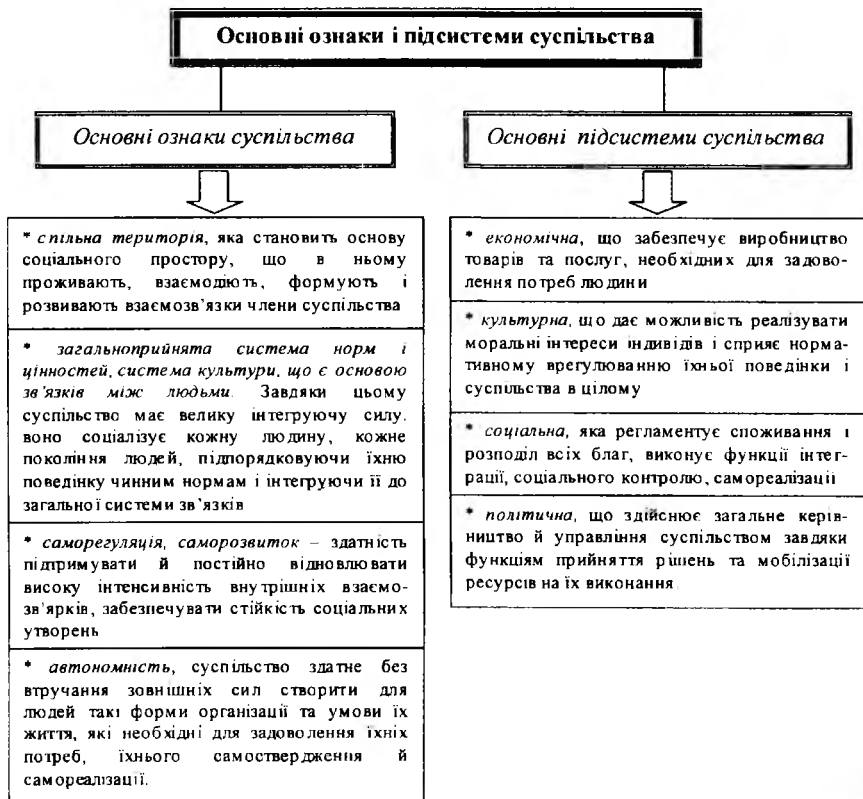 Основні ознаки і підсистеми суспільства
Основні ознаки суспільства
* спільна територія, яка становить основу
соціального простору, що в ньому
проживають, взаємодіють, формують і
розвивають взаємозв'язки члени суспільства
* загальноприйнята система норм і
цінностей, система культури, що є основою
зв'язків між людьми. Завдяки цьому
суспільство має велику інтегруючу силу.
воно соціалізує кожну людину, кожне
покоління людей, підпорядковуючи їхню
поведінку чинним нормам і інтегруючи її до
загальної системи зв'язків
* саморегуляція, саморозвиток – здатність
підтримувати й постійно відновлювати
високу інтенсивність внутрішніх взаємо-
зв'ярків, забезпечувати стійкість соціальних
утворень
* автономність, суспільство здатне без
втручання зовнішніх сил створити для
людей такі форми організації та умови їх
життя, які необхідні для задоволення їхніх
потреб, їхнього самоствердження й
самореалізації.
Основні підсистеми суспільства
* економічна, що забезпечує виробництво
товарів та послуг, необхідних для задово-
лення потреб людини
* культурна, що дає можливість реалізувати
моральні інтереси індивідів і сприяє норма-
тивному врегулюванню їхньої поведінки і
суспільства в цілому
* соціальна, яка регламентує споживання і
розподіл всіх благ, виконує функції інтег-
рації, соціального контролю, самореалізації
* політична, що здійснює загальне керів-
ництво й управління суспільством завдяки
функціям прийняття рішень та мобілізації
ресурсів на їх виконання